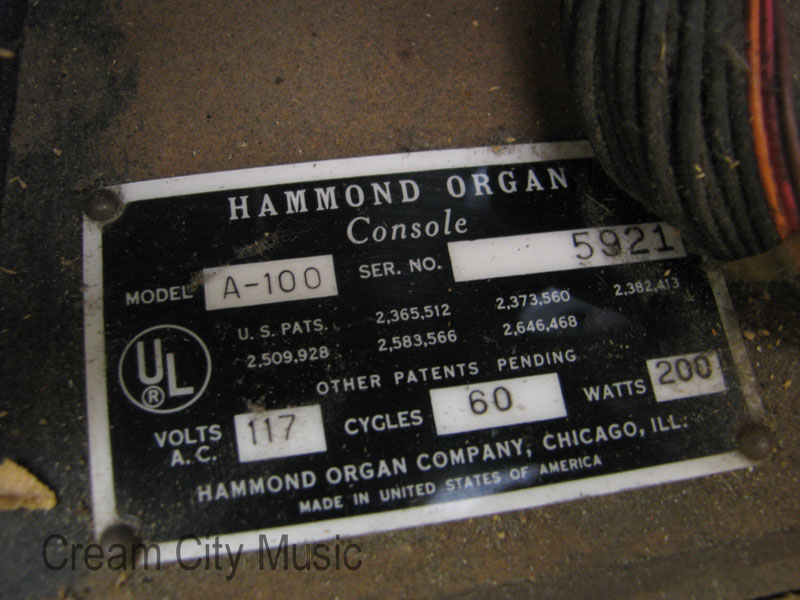 HAMMOND ORGAN
Console
MODEL A-100 SER. NO. 5921
U.S. PATS. 2,365,512 2,373,560 2,382,413
2,509,928 2,583,566 2,646,468
OTHER PATENTS PENDING
UL
®
VOLTS A.C. 117 CYCLES 60 WATTS 200
HAMMOND ORGAN COMPANY, CHICAGO, ILL.
MADE IN UNITED STATES OF AMERICA
Cream City Music